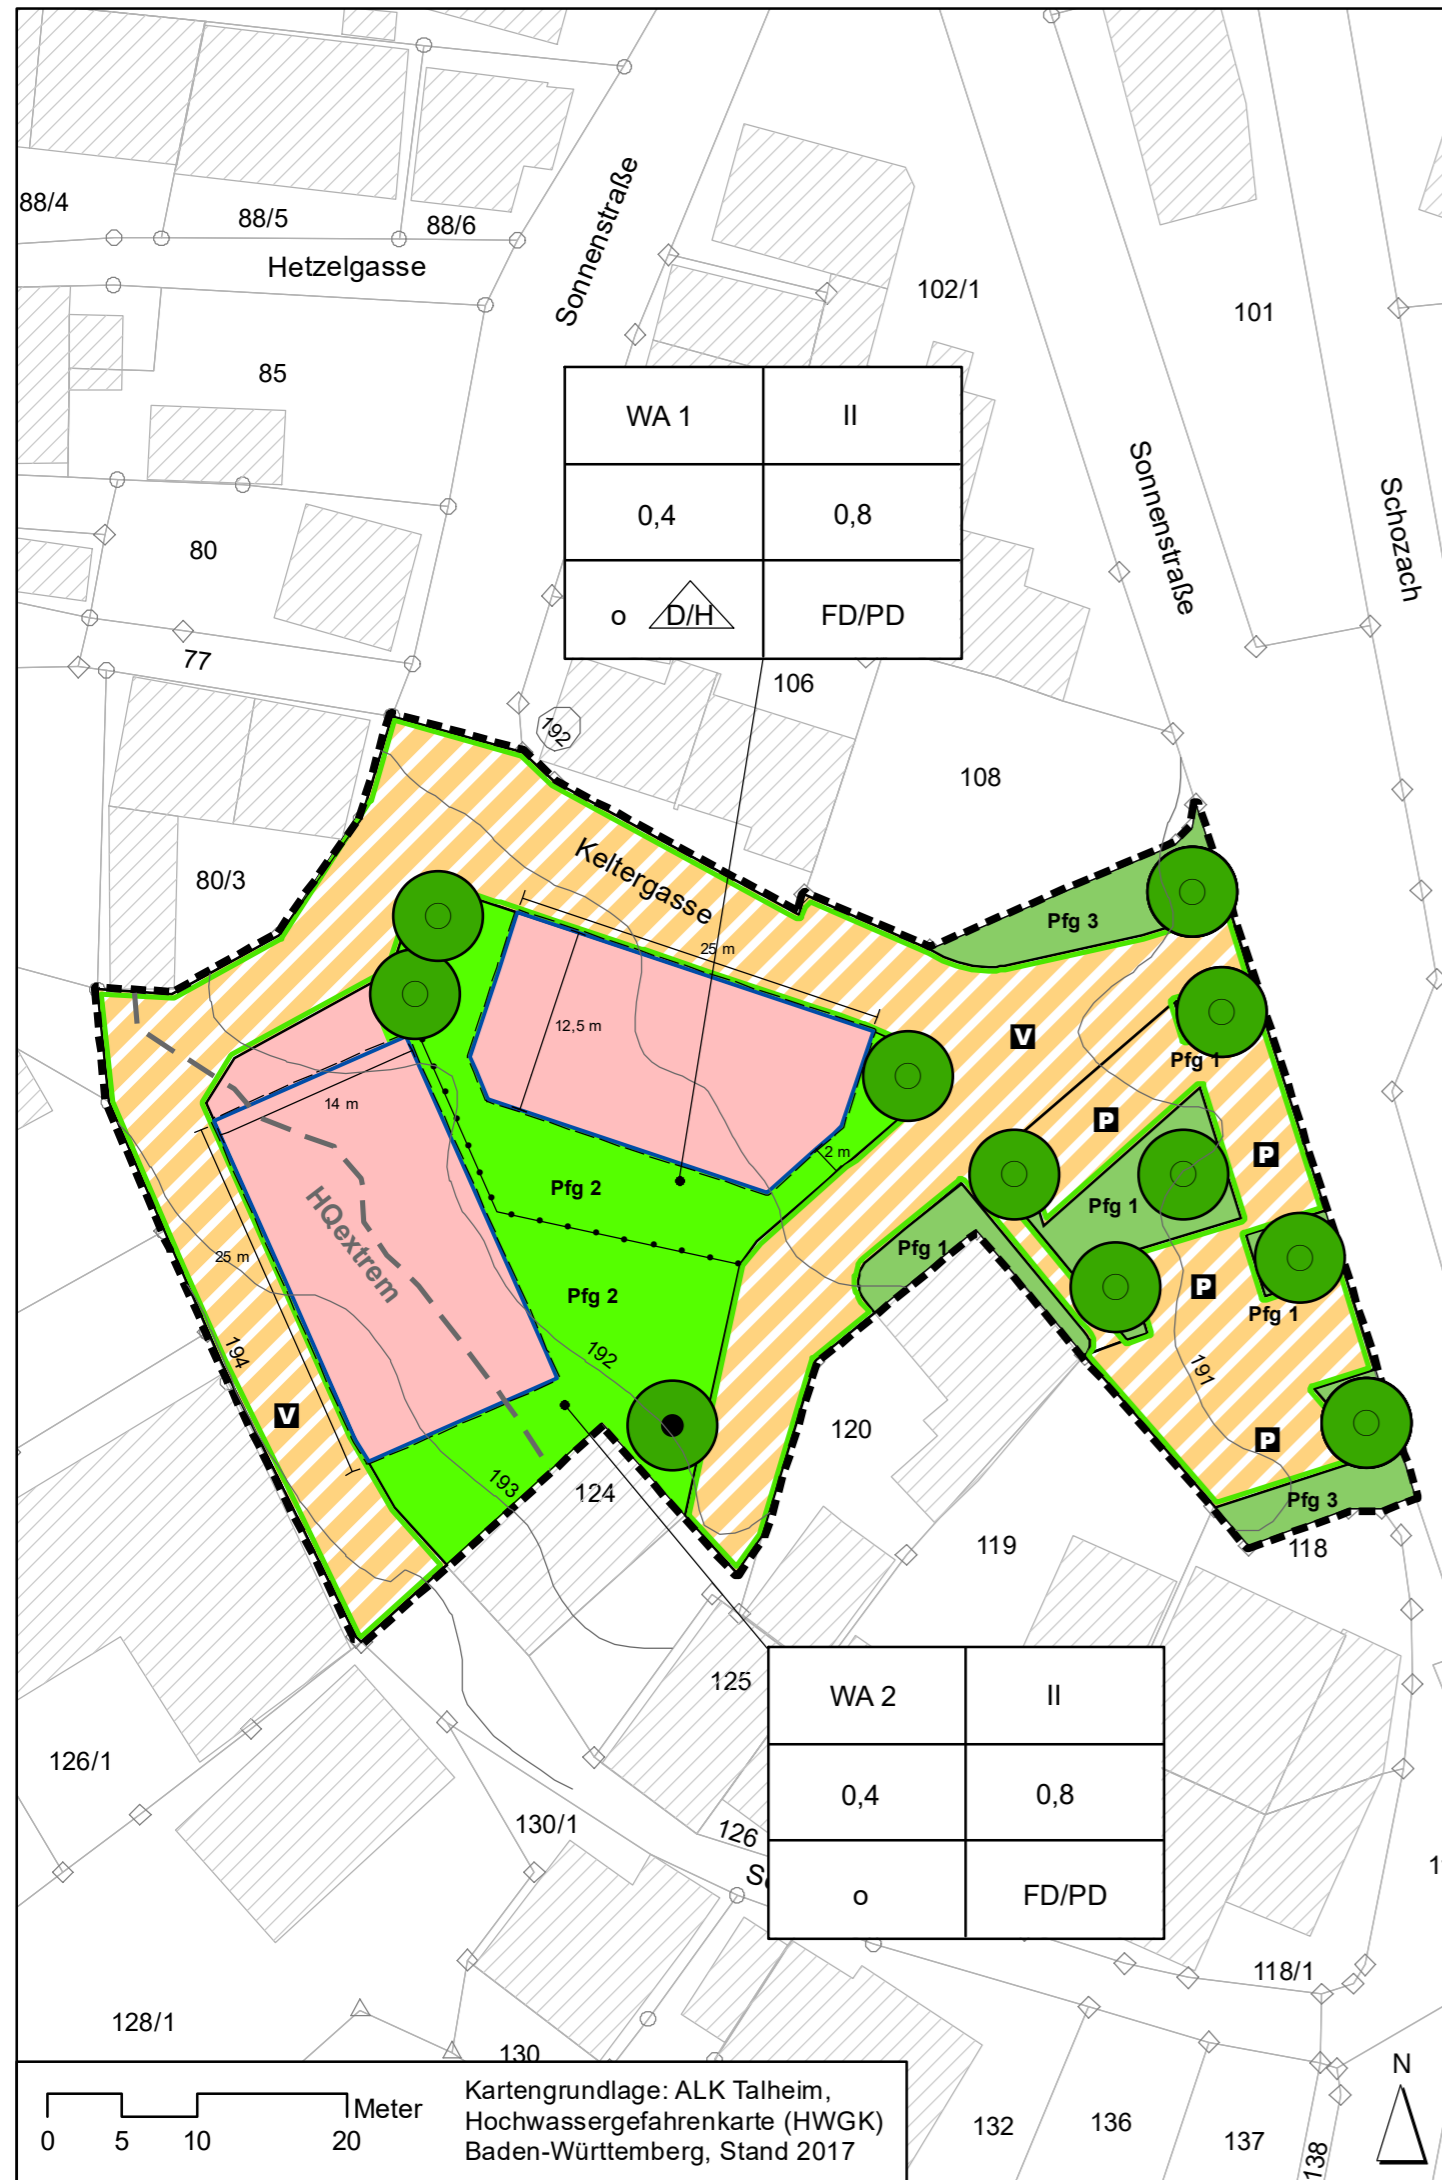 88/4
88/5
88/6
Hetzelgasse
Sonnenstraße
102/1
101
85
WA 1
II
0,4
0,8
o
D/H
FD/PD
Sonnenstraße
Schozach
80
77
106
192
108
80/3
Keltergasse
25 m
Pfg 3
12,5 m
V
Pfg 1
14 m
P
P
2 m
Pfg 2
Pfg 1
HQextrem
25 m
Pfg 1
Pfg 2
P
Pfg 1
194
192
191
V
120
P
193
124
Pfg 3
119
118
125
WA 2
II
126/1
0,4
0,8
130/1
126
o
FD/PD
118/1
128/1
130
N
Meter
0
5
10
20
Kartengrundlage: ALK Talheim,
Hochwassergefahrenkarte (HWGK)
Baden-Württemberg, Stand 2017
132
136
137
138